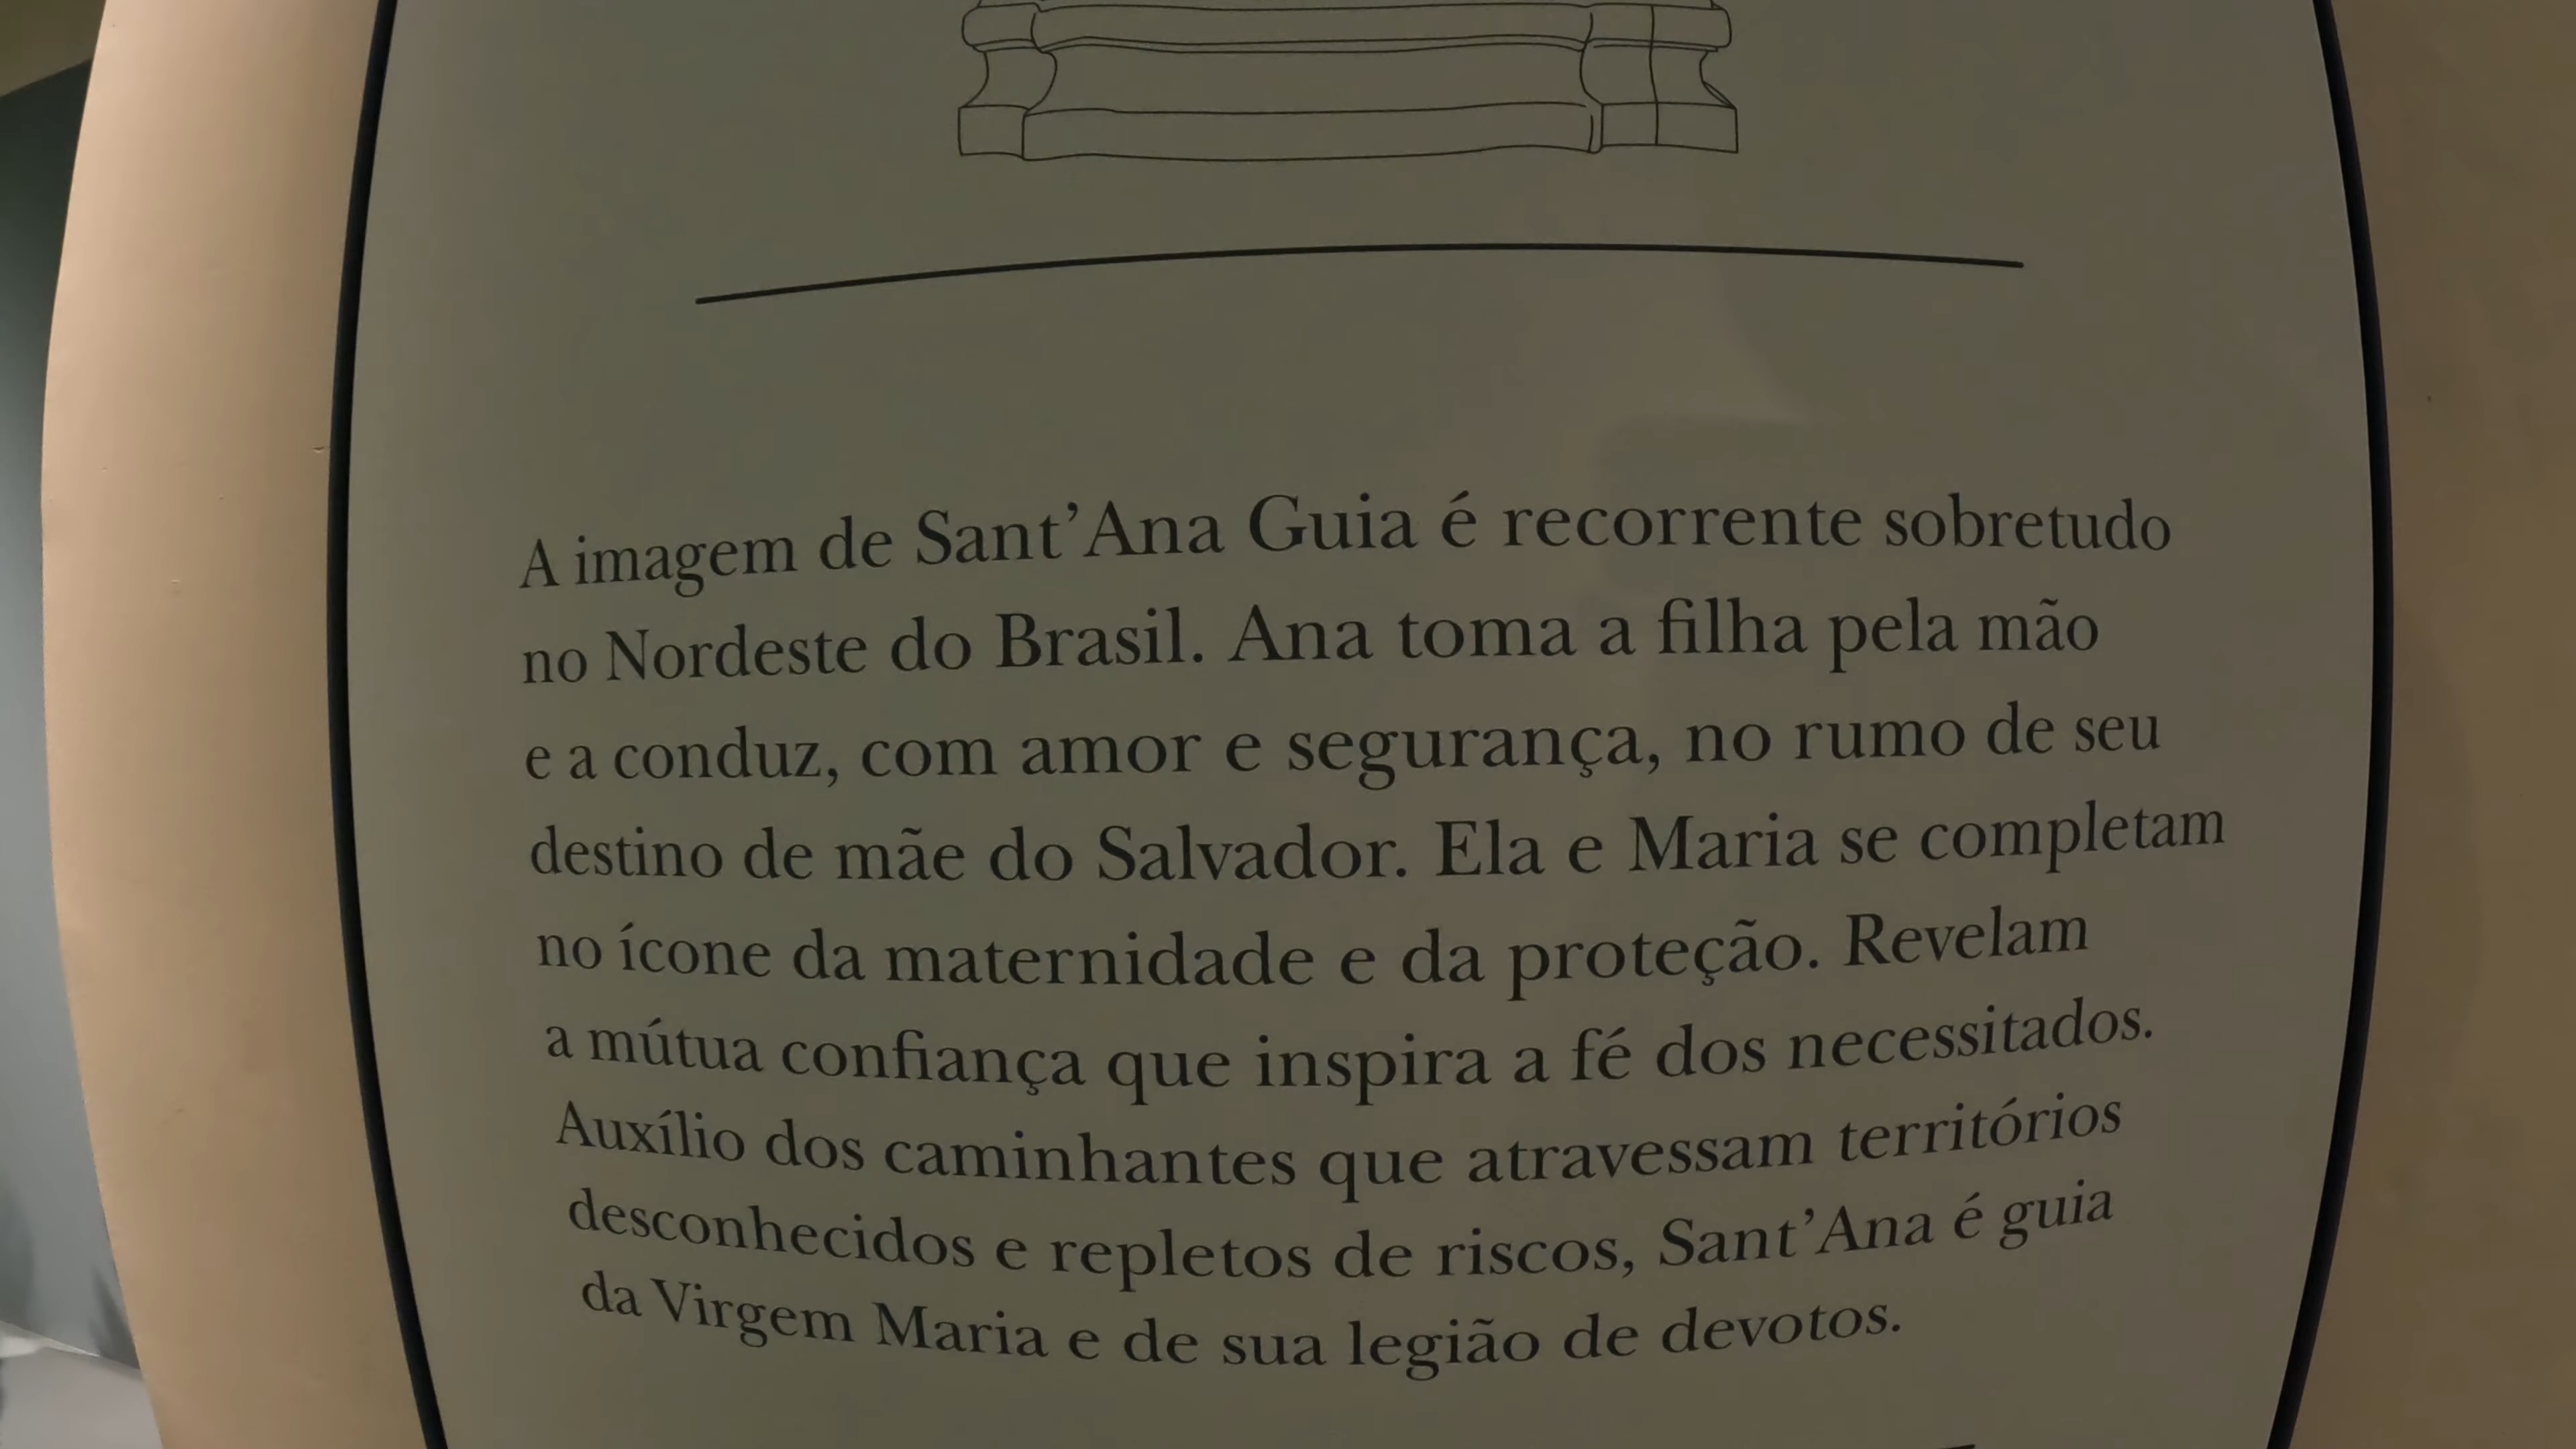 A imagem de Sant’Ana Guia é recorrente sobretudo
no Nordeste do Brasil. Ana toma a filha pela mão
e a conduz, com amor e segurança, no rumo de seu
destino de mãe do Salvador. Ela e Maria se completam
no ícone da maternidade e da proteção. Revelam
a mútua confiança que inspira a fé dos necessitados.
Auxílio dos caminhantes que atravessam territórios
desconhecidos e repletos de riscos, Sant’Ana é guia
da Virgem Maria e de sua legião de devotos.